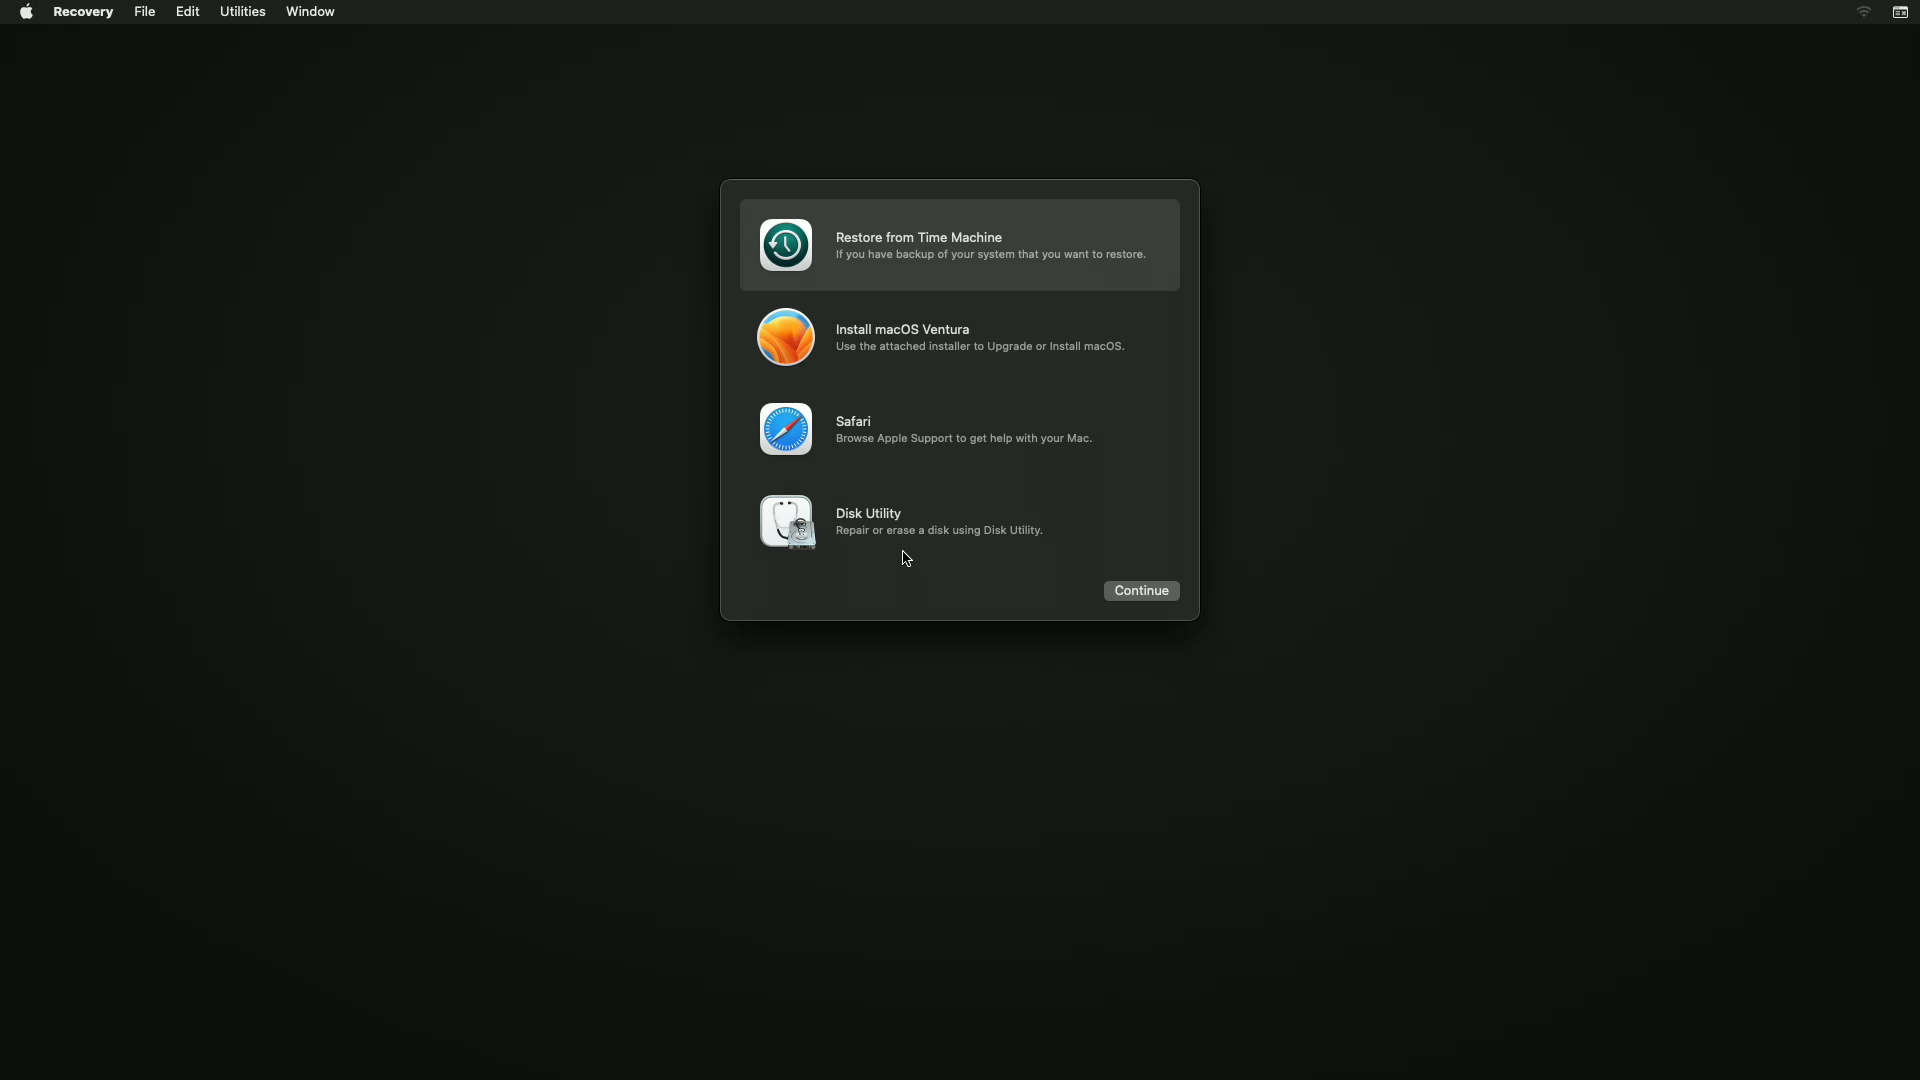 Recovery File Edit Utilities Window
Restore from Time Machine
If you have backup of your system that you want to restore.
Install macOS Ventura
Use the attached installer to Upgrade or Install macOS.
Safari
Browse Apple Support to get help with your Mac.
Disk Utility
Repair or erase a disk using Disk Utility.
Continue